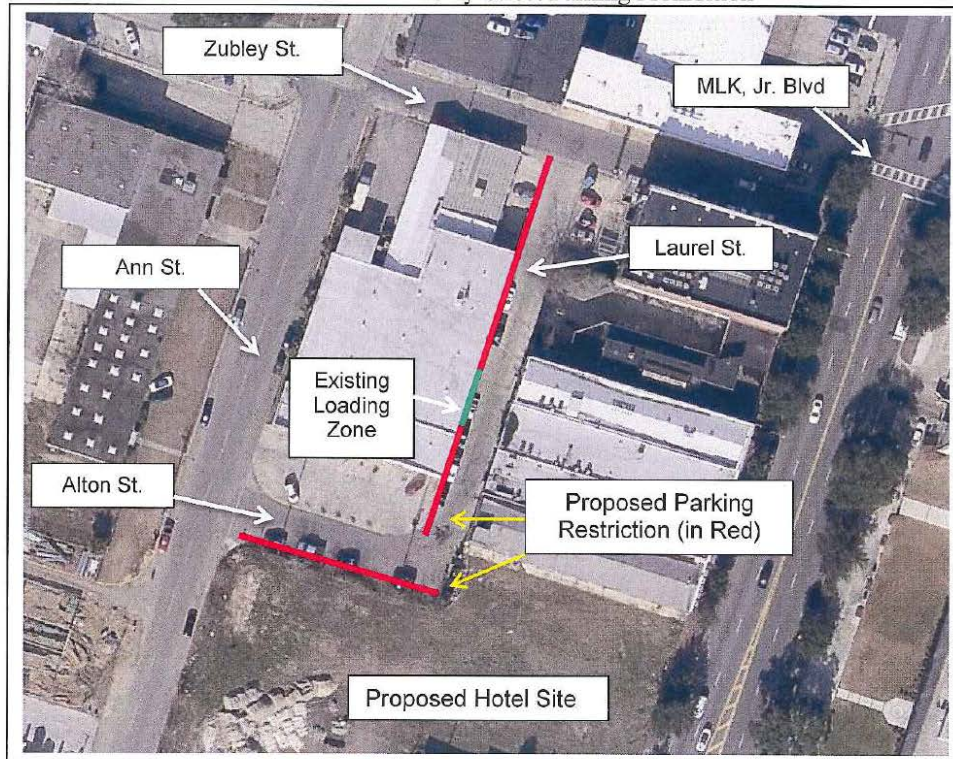 Zubley St.
MLK, Jr. Blvd
Laurel St.
Ann St.
Existing
Loading
Zone
Alton St.
Proposed Parking
Restriction (in Red)
Proposed Hotel Site